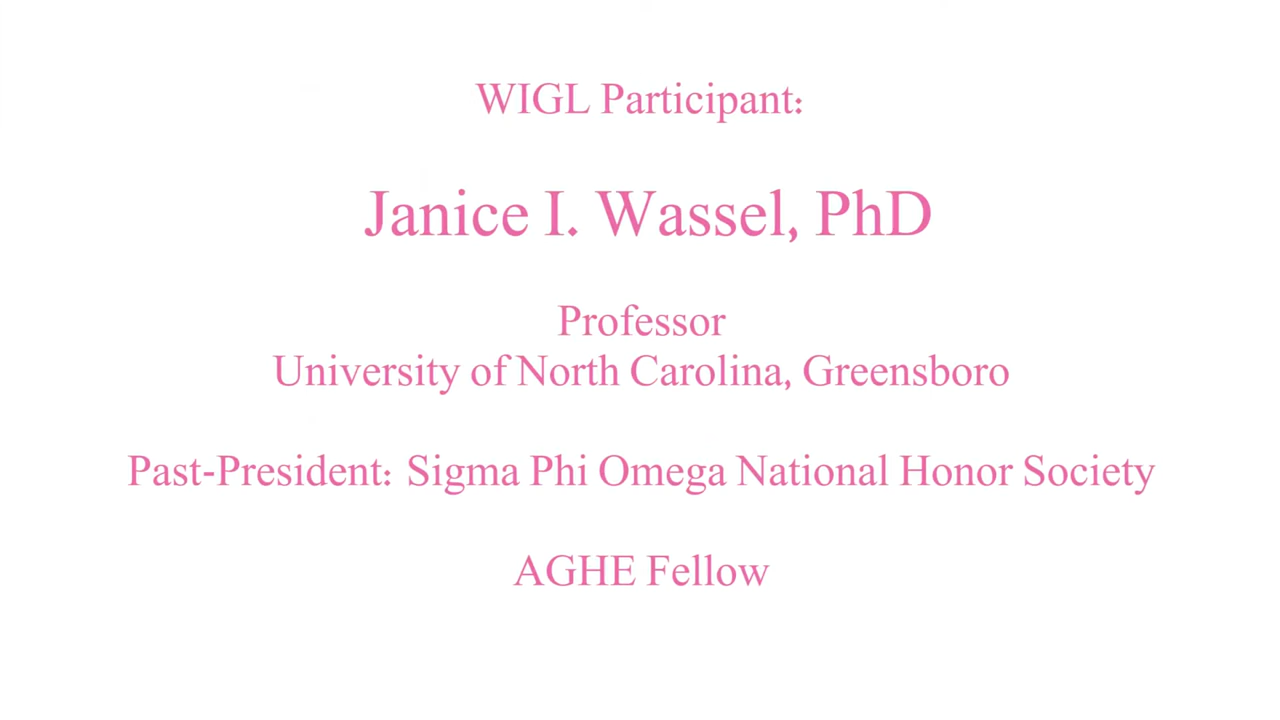 WIGL Participant:
Janice I. Wassel, PhD
Professor
University of North Carolina, Greensboro
Past-President: Sigma Phi Omega National Honor Society
AGHE Fellow